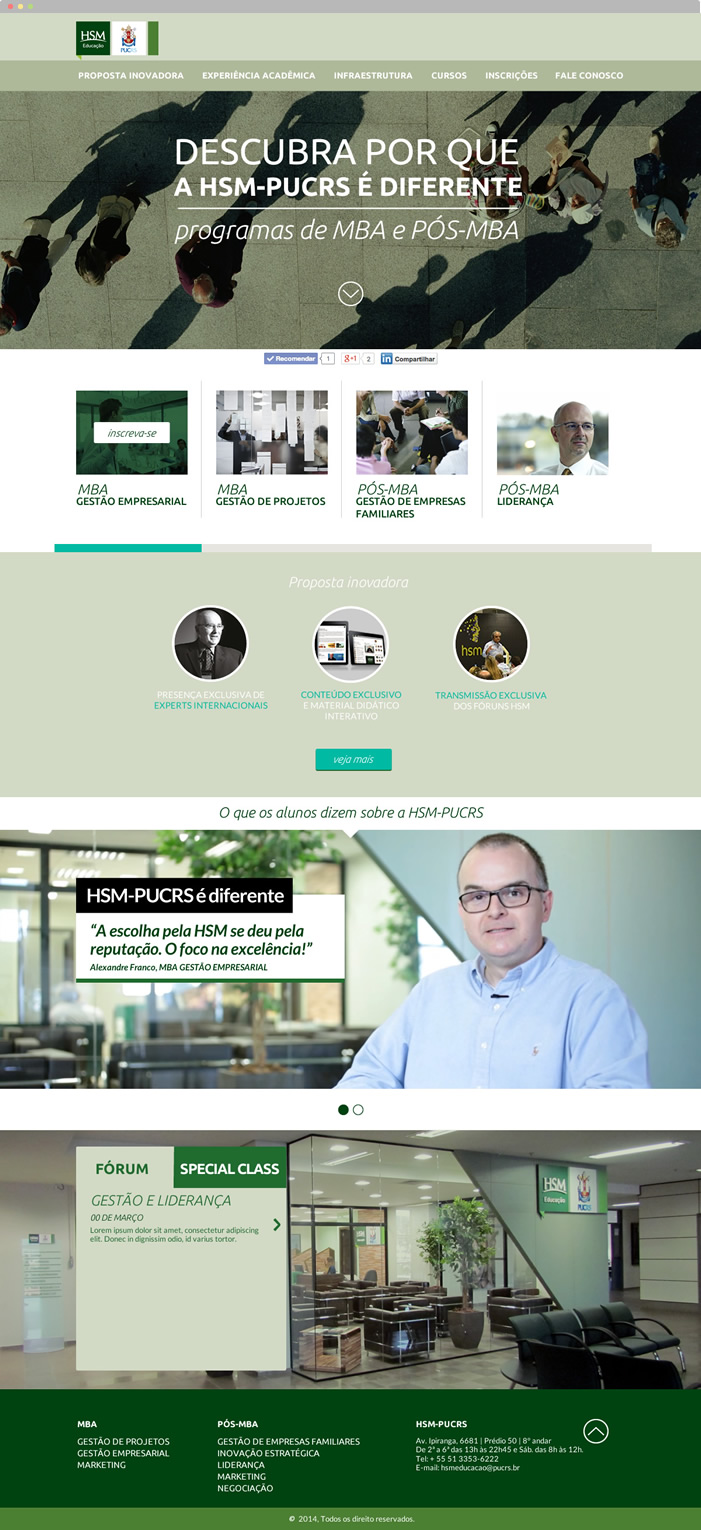 HSM
Educação
PUCRS
PROPOSTA INOVADORA
EXPERIÊNCIA ACADÊMICA
INFRAESTRUTURA
CURSOS
INSCRIÇÕES
FALE CONOSCO
DESCUBRA POR QUE
A HSM-PUCRS É DIFERENTE
programas de MBA e PÓS-MBA
Recomendar
1
g+1
2
in
Compartilhar
inscreva-se
MBA
GESTÃO EMPRESARIAL
MBA
GESTÃO DE PROJETOS
PÓS-MBA
GESTÃO DE EMPRESAS
FAMILIARES
PÓS-MBA
LIDERANÇA
Proposta inovadora
hsm
PRESENÇA EXCLUSIVA DE
EXPERTS INTERNACIONAIS
CONTEÚDO EXCLUSIVO
E MATERIAL DIDÁTICO
INTERATIVO
TRANSMISSÃO EXCLUSIVA
DOS FÓRUNS HSM
veja mais
O que os alunos dizem sobre a HSM-PUCRS
HSM-PUCRS é diferente
“A escolha pela HSM se deu pela
reputação. O foco na excelência!”
Alexandre Franco, MBA GESTÃO EMPRESARIAL
FÓRUM
SPECIAL CLASS
GESTÃO E LIDERANÇA
00 DE MARÇO
Lorem ipsum dolor sit amet, consectetur adipiscing
elit. Donec in dignissim odio, id varius tortor.
HSM
Educação
PUCRS
MBA
GESTÃO DE PROJETOS
GESTÃO EMPRESARIAL
MARKETING
PÓS-MBA
GESTÃO DE EMPRESAS FAMILIARES
INOVAÇÃO ESTRATÉGICA
LIDERANÇA
MARKETING
NEGOCIAÇÃO
HSM-PUCRS
Av. Ipiranga, 6681 | Prédio 50 | 8º andar
De 2ª a 6ª das 13h às 22h45 e Sáb. das 8h às 12h.
Tel: + 55 51 3353-6222
E-mail: hsmeducacao@pucrs.br
© 2014, Todos os direito reservados.